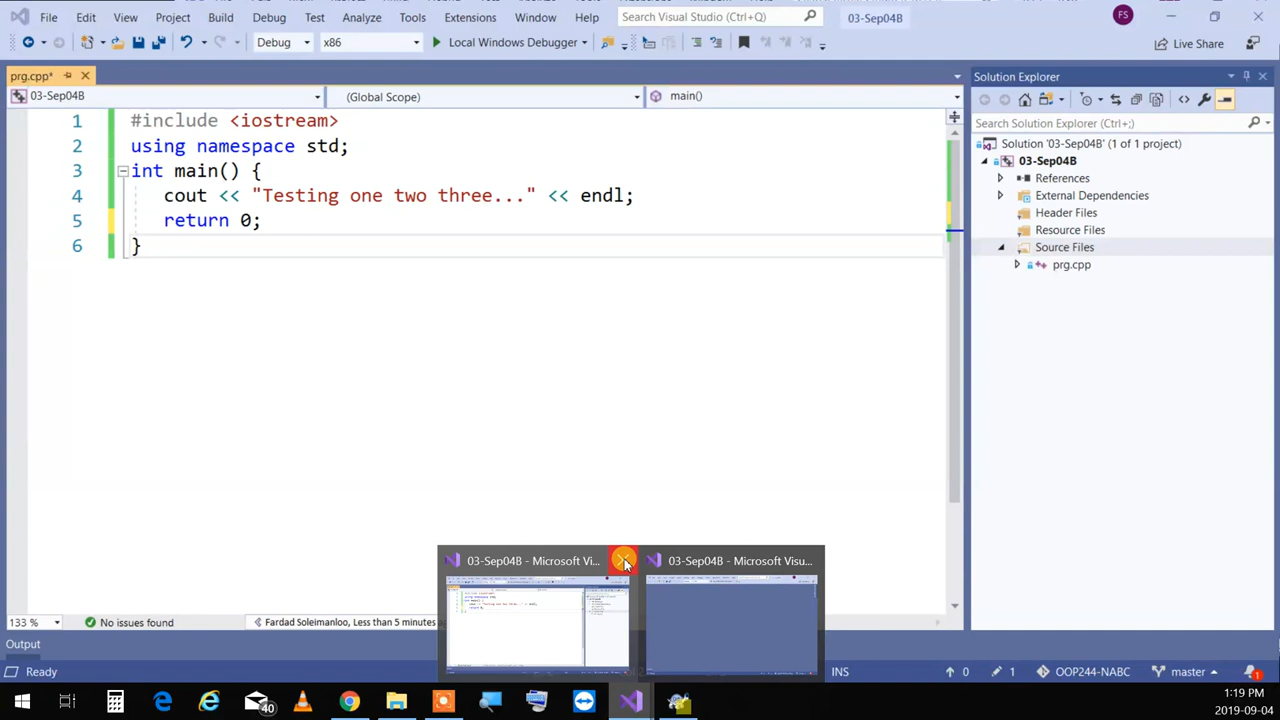 File Edit View Project Build Debug Test Analyze Tools Extensions Window Help Search Visual Studio (Ctrl+Q) 03-Sep04B FS
Debug x86 Local Windows Debugger Live Share
prg.cpp* Solution Explorer
03-Sep04B (Global Scope) main()
Search Solution Explorer (Ctrl+;)
1 #include <iostream>
2 using namespace std;
3 int main() {
4 cout << "Testing one two three..." << endl;
5 return 0;
6 }
Solution '03-Sep04B' (1 of 1 project)
03-Sep04B
References
External Dependencies
Header Files
Resource Files
Source Files
prg.cpp
03-Sep04B - Microsoft Vi... 03-Sep04B - Microsoft Visu...
133 % No issues found Fardad Soleimanloo, Less than 5 minutes
Output
Ready INS 0 1 OOP244-NABC master 1
40 1:19 PM
2019-09-04